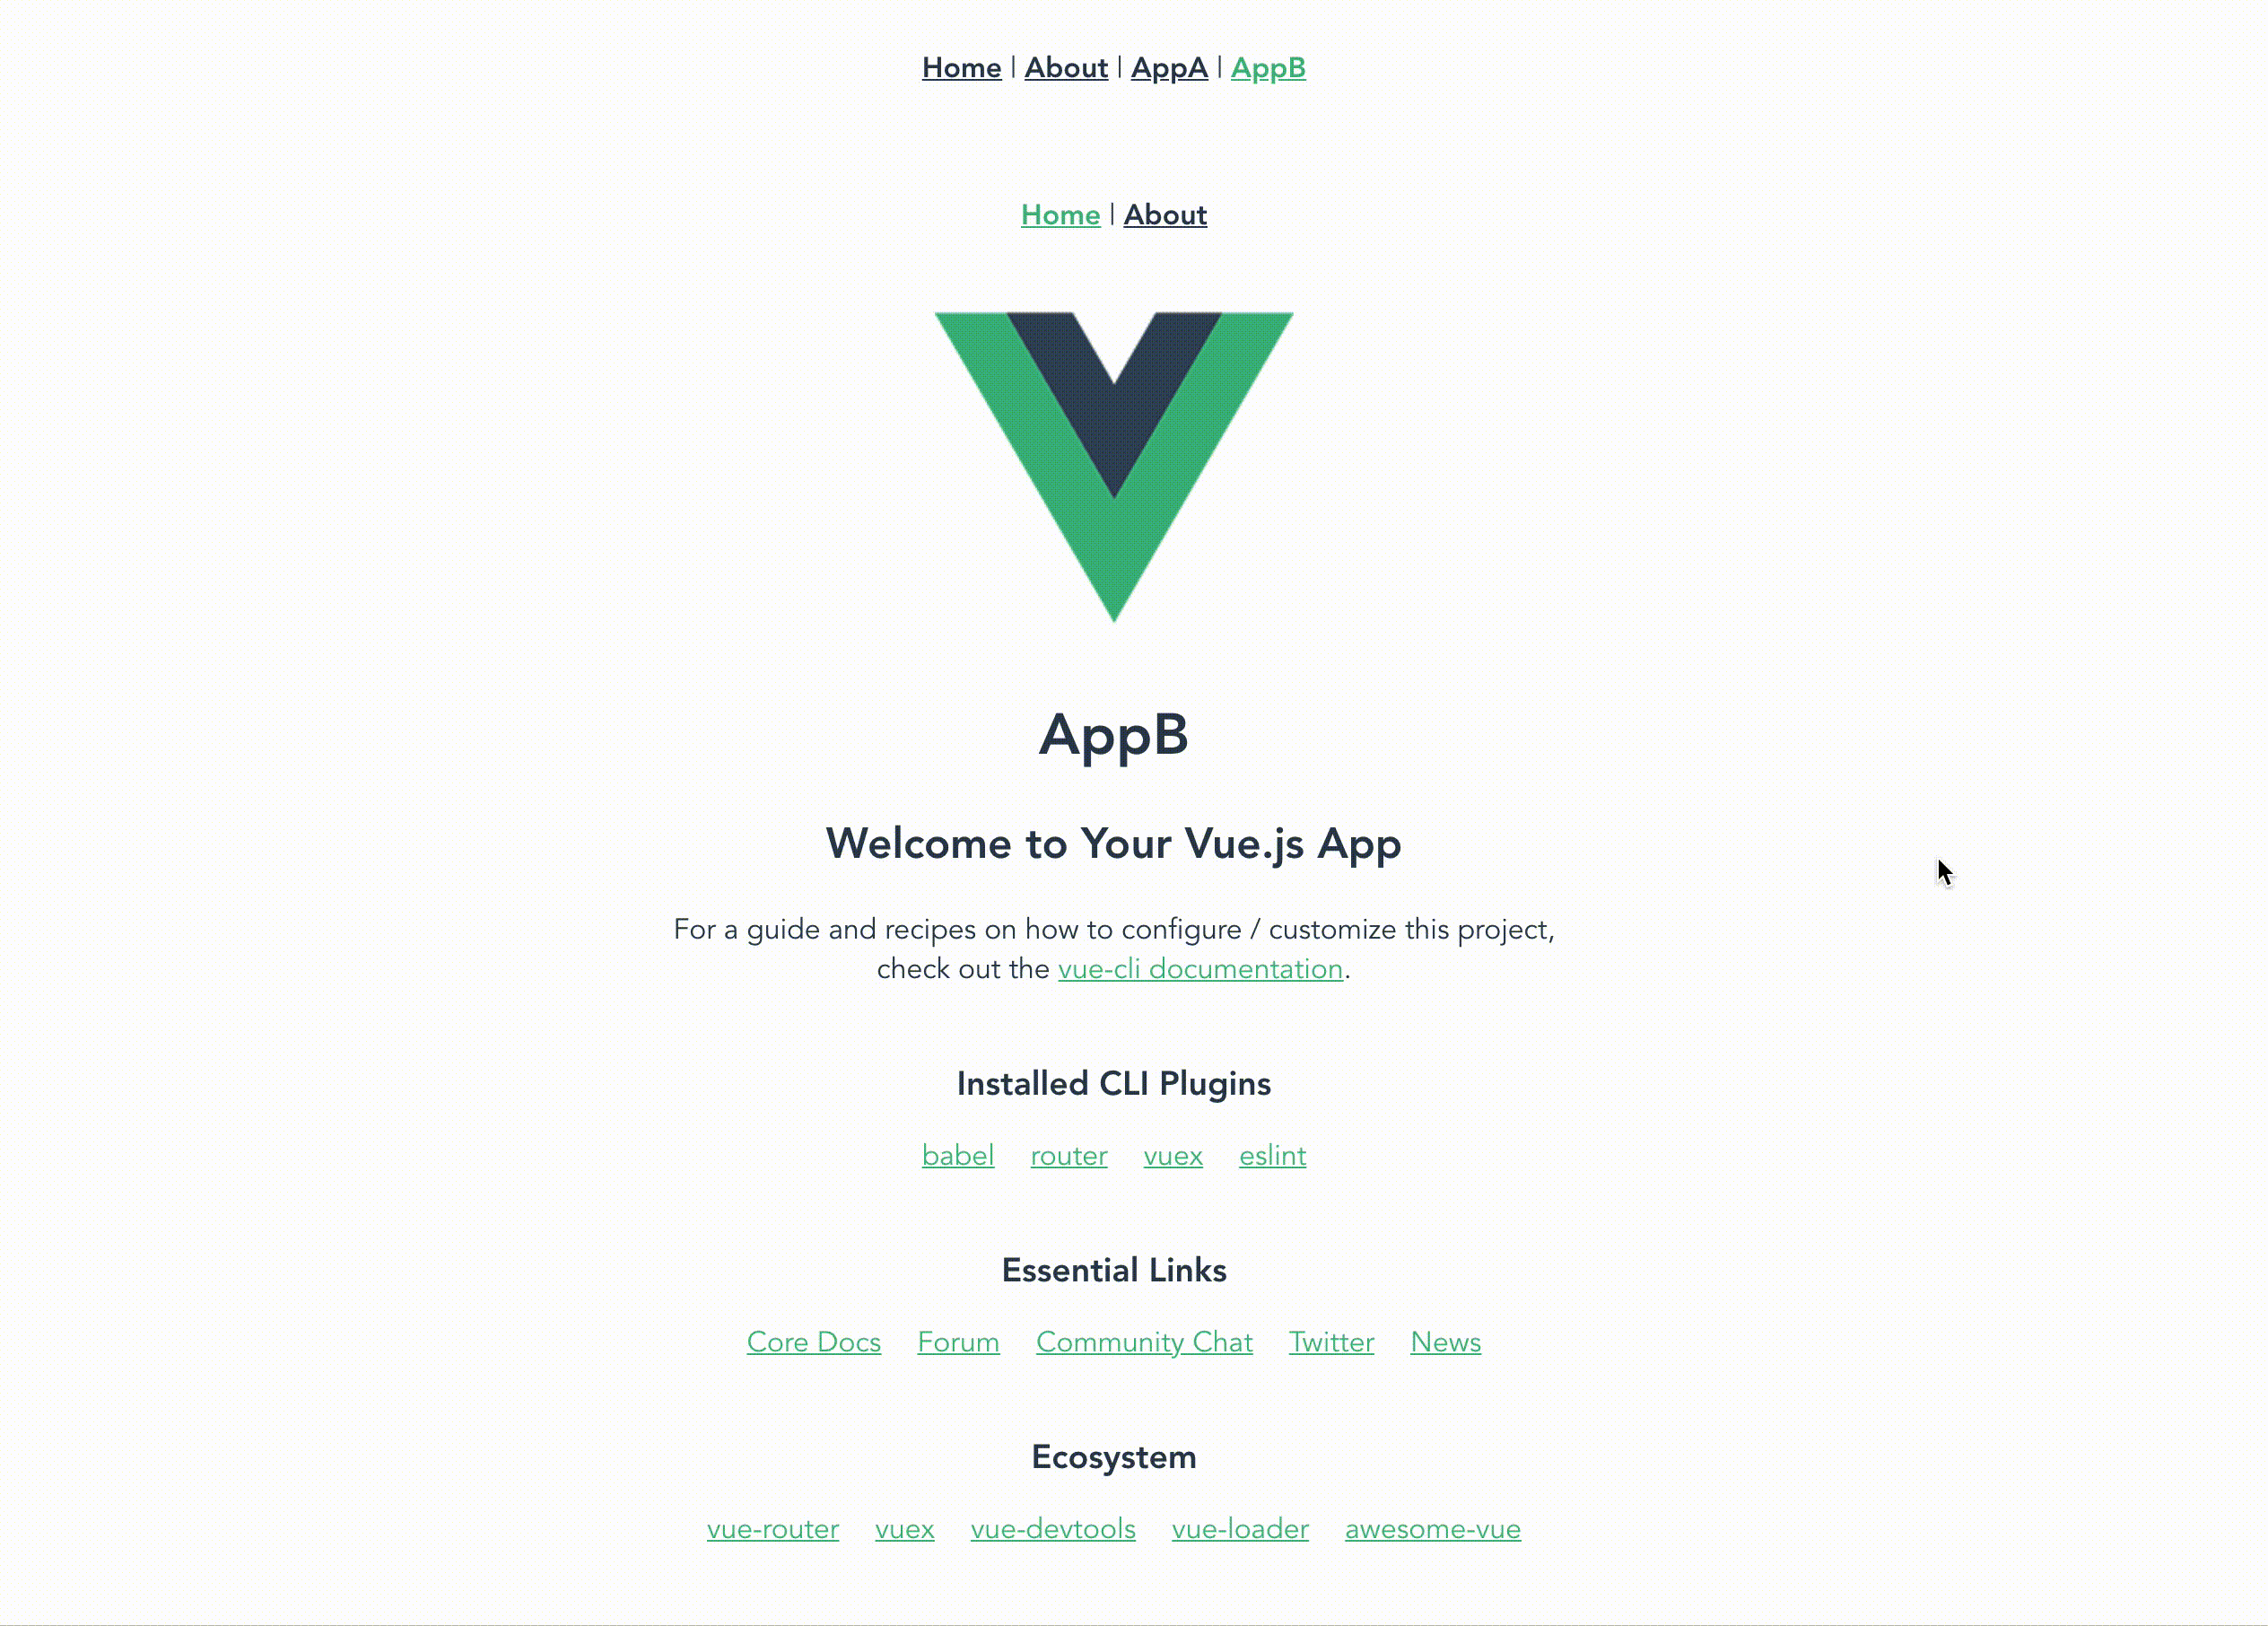 Home | About | AppA | AppB
Home | About
AppB
Welcome to Your Vue.js App
For a guide and recipes on how to configure / customize this project,
check out the vue-cli documentation.
Installed CLI Plugins
babel router vuex eslint
Essential Links
Core Docs Forum Community Chat Twitter News
Ecosystem
vue-router vuex vue-devtools vue-loader awesome-vue